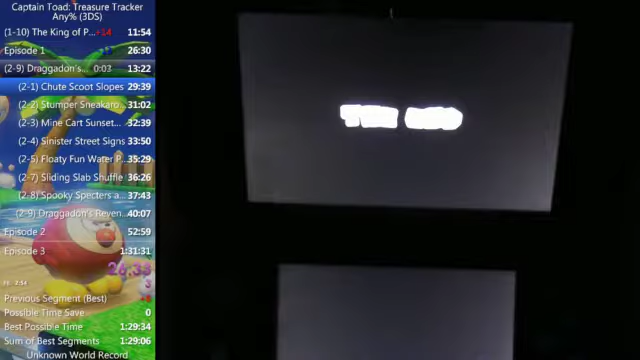 Captain Toad: Treasure Tracker
Any% (3DS)
(1-10) The King of P... +14 11:54
Episode 1 26:30
(2-9) Draggadon's... 0:03 13:22
(2-1) Chute Scoot Slopes 29:39
(2-2) Stumper Sneakaro... 31:02
(2-3) Mine Cart Sunset... 32:39
(2-4) Sinister Street Signs 33:50
(2-5) Floaty Fun Water P... 35:29
(2-7) Sliding Slab Shuffle 36:26
(2-8) Spooky Specters a... 37:43
(2-9) Draggadon's Reven... 40:07
Episode 2 52:59
Episode 3 1:31:31
26:33
3
Previous Segment (Best)
Possible Time Save 0
Best Possible Time 1:29:34
Sum of Best Segments 1:29:06
Unknown World Record